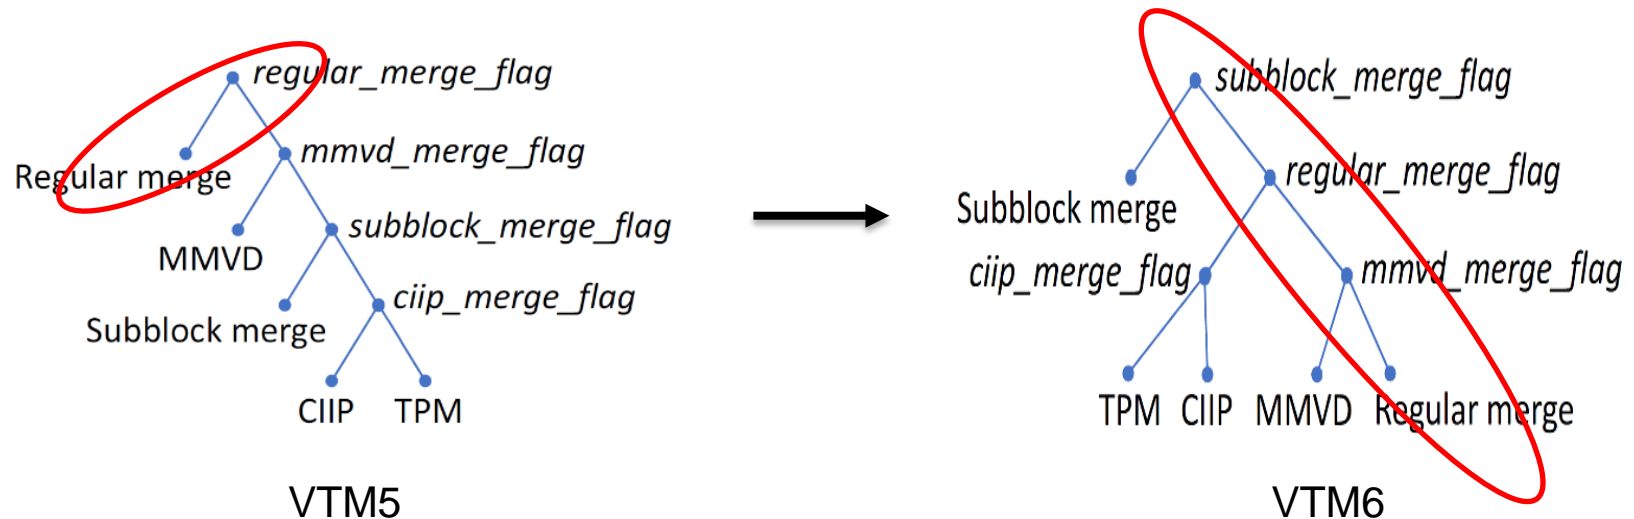 regular_merge_flag
mmvd_merge_flag
Regular merge
subblock_merge_flag
MMVD
ciip_merge_flag
Subblock merge
CIIP TPM
VTM5
subblock_merge_flag
regular_merge_flag
Subblock merge
ciip_merge_flag
mmvd_merge_flag
TPM CIIP MMVD Regular merge
VTM6